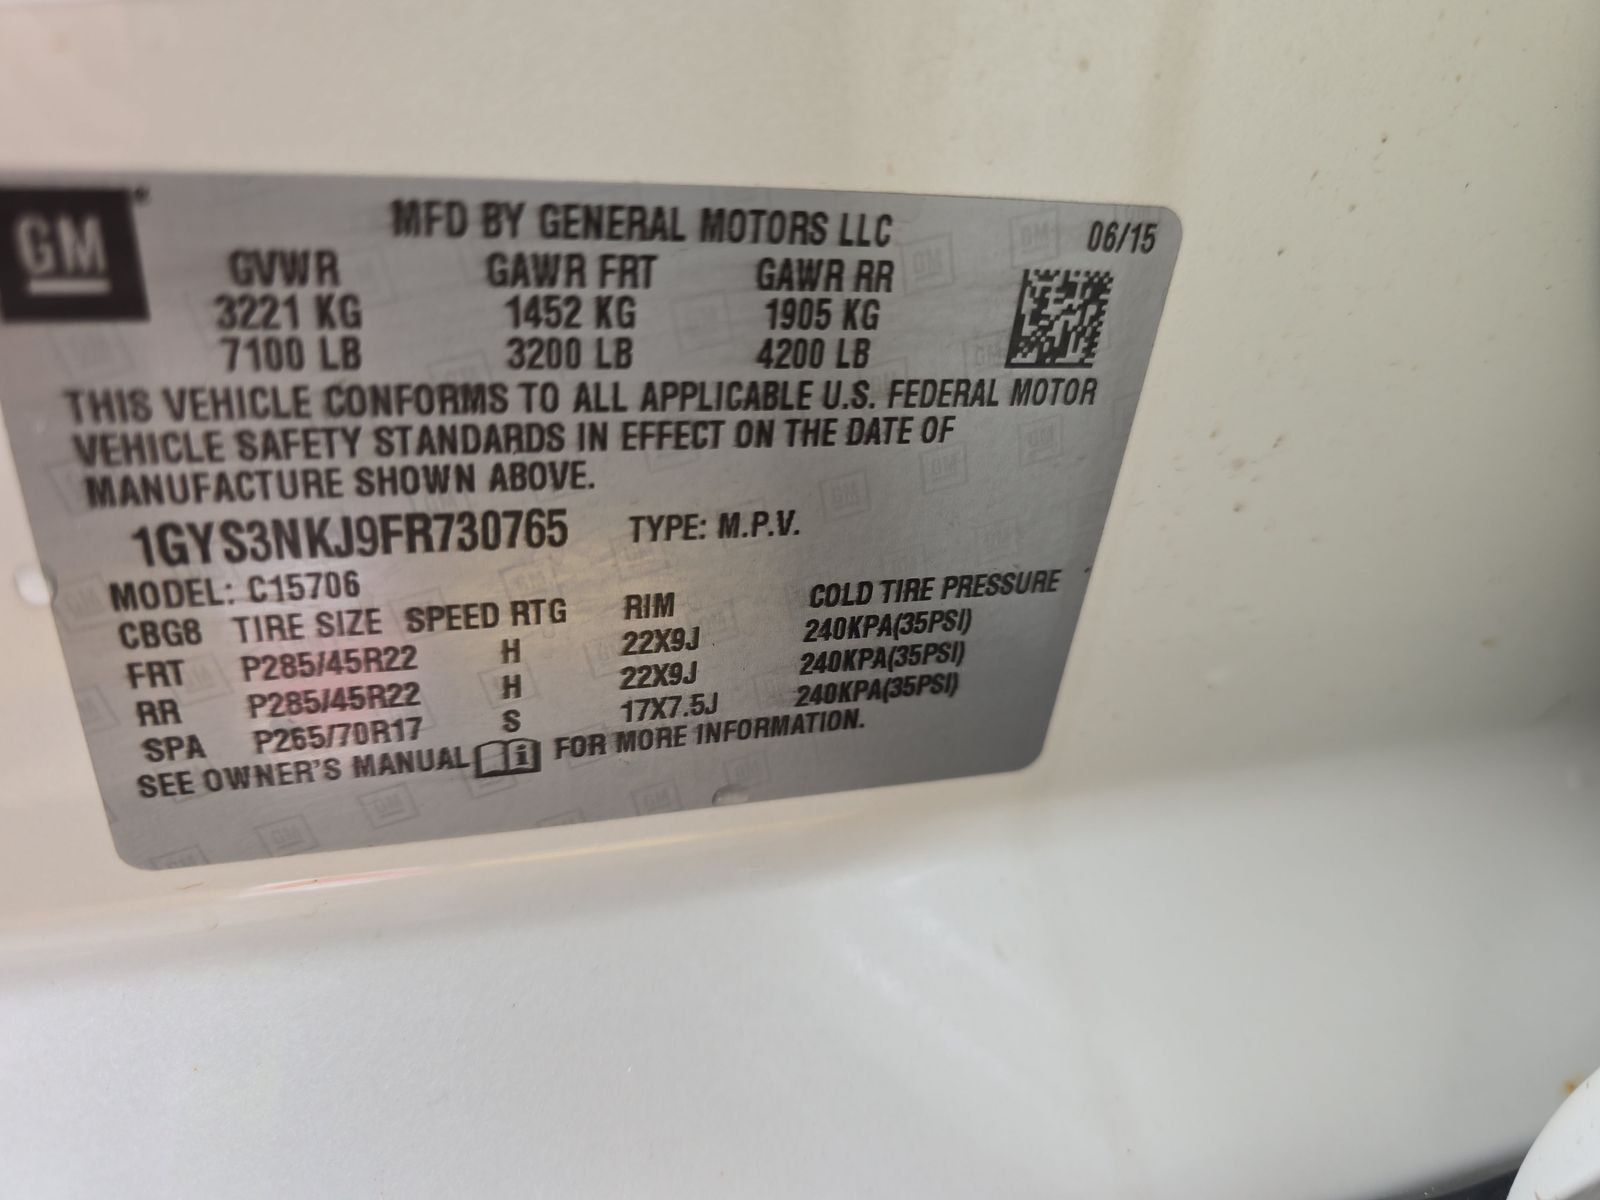 GM
MFD BY GENERAL MOTORS LLC 06/15
GVWR GAWR FRT GAWR RR
3221 KG 1452 KG 1905 KG
7100 LB 3200 LB 4200 LB
THIS VEHICLE CONFORMS TO ALL APPLICABLE U.S. FEDERAL MOTOR
VEHICLE SAFETY STANDARDS IN EFFECT ON THE DATE OF
MANUFACTURE SHOWN ABOVE.
1GYS3NKJ9FR730765 TYPE: M.P.V.
MODEL: C15706
CBG8 TIRE SIZE SPEED RTG RIM COLD TIRE PRESSURE
FRT P285/45R22 H 22X9J 240KPA(35PSI)
RR P285/45R22 H 22X9J 240KPA(35PSI)
SPA P265/70R17 S 17X7.5J 240KPA(35PSI)
SEE OWNER'S MANUAL i FOR MORE INFORMATION.